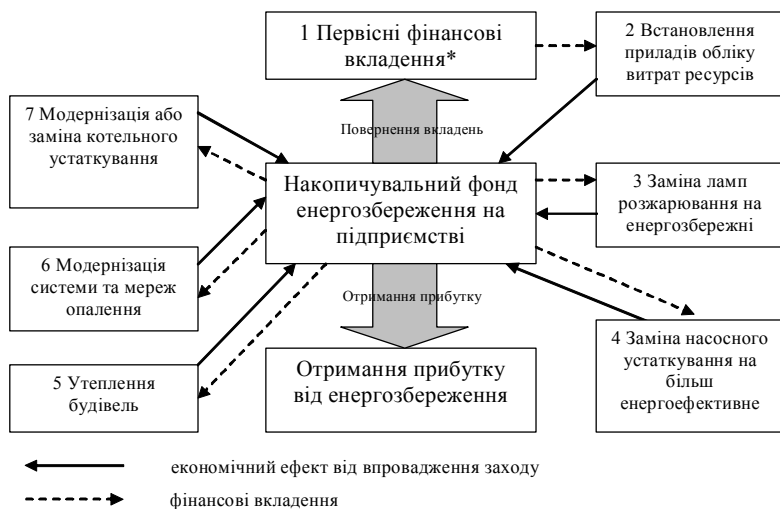 1 Первісні фінансові
вкладення*
2 Встановлення
приладів обліку
витрат ресурсів
7 Модернізація або
заміна котельного
устаткування
Повернення вкладень
Накопичувальний фонд
енергозбереження на
підприємстві
3 Заміна ламп
розжарювання на
енергозбережні
6 Модернізація
системи та мереж
опалення
Отримання прибутку
4 Заміна насосного
устаткування на
більш
енергоефективне
5 Утеплення
будівель
Отримання прибутку
від енергозбереження
економічний ефект від впровадження заходу
фінансові вкладення